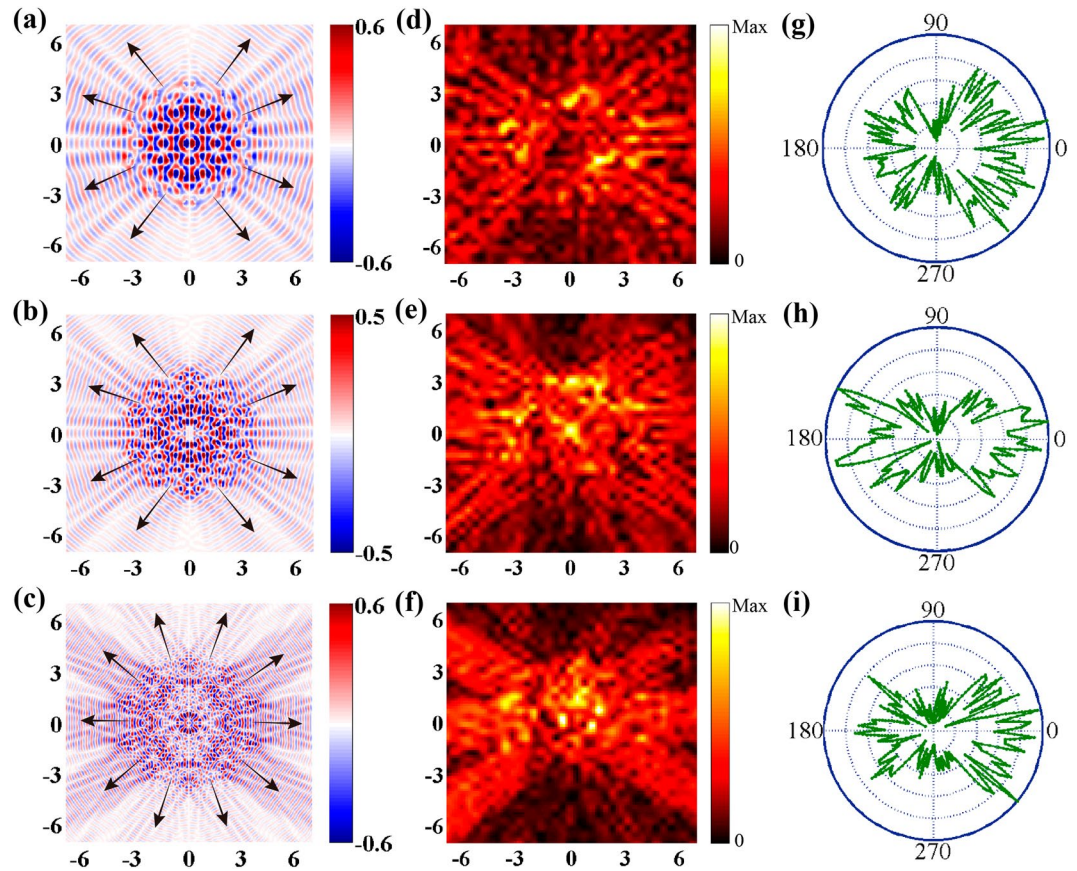 (a) 6 3 0 -3 -6 -6 -3 0 3 6 0.6 -0.6
(d) 6 3 0 -3 -6 -6 -3 0 3 6 Max 0
(g) 90 180 0 270
(b) 6 3 0 -3 -6 -6 -3 0 3 6 0.5 -0.5
(e) 6 3 0 -3 -6 -6 -3 0 3 6 Max 0
(h) 90 180 0 270
(c) 6 3 0 -3 -6 -6 -3 0 3 6 0.6 -0.6
(f) 6 3 0 -3 -6 -6 -3 0 3 6 Max 0
(i) 90 180 0 270